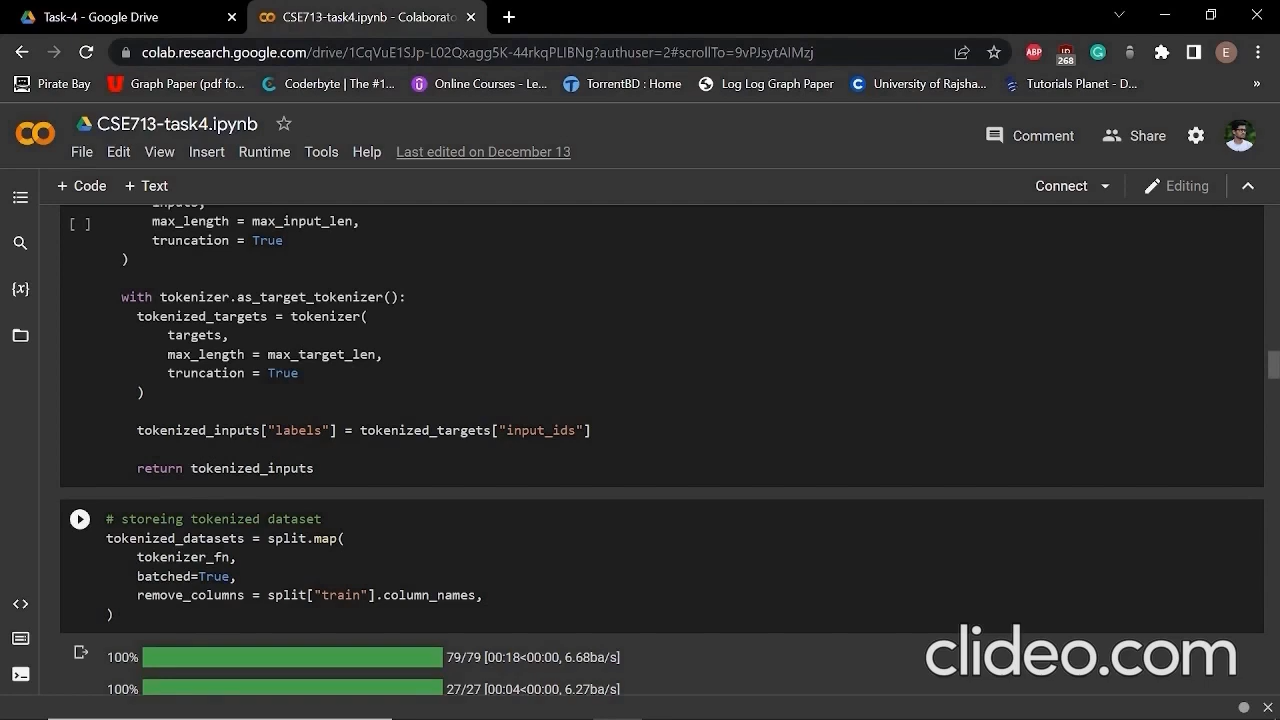 Task-4 - Google Drive
CSE713-task4.ipynb - Colaborato
colab.research.google.com/drive/1CqVuE1SJp-L02Qxagg5K-44rkqPLIBNg?authuser=2#scrollTo=9vPJsytAlMzj
ABP
268
E
Pirate Bay
Graph Paper (pdf fo...
Coderbyte | The #1...
Online Courses - Le...
TorrentBD : Home
Log Log Graph Paper
University of Rajsha...
Tutorials Planet - D...
»
CSE713-task4.ipynb
Comment
Share
File Edit View Insert Runtime Tools Help Last edited on December 13
+ Code + Text
Connect
Editing
inputs,
[ ]
max_length = max_input_len,
truncation = True
)
with tokenizer.as_target_tokenizer():
tokenized_targets = tokenizer(
targets,
max_length = max_target_len,
truncation = True
)
tokenized_inputs["labels"] = tokenized_targets["input_ids"]
return tokenized_inputs
# storeing tokenized dataset
tokenized_datasets = split.map(
tokenizer_fn,
batched=True,
remove_columns = split["train"].column_names,
)
100% 79/79 [00:18<00:00, 6.68ba/s]
100% 27/27 [00:04<00:00, 6.27ba/s]
clideo.com